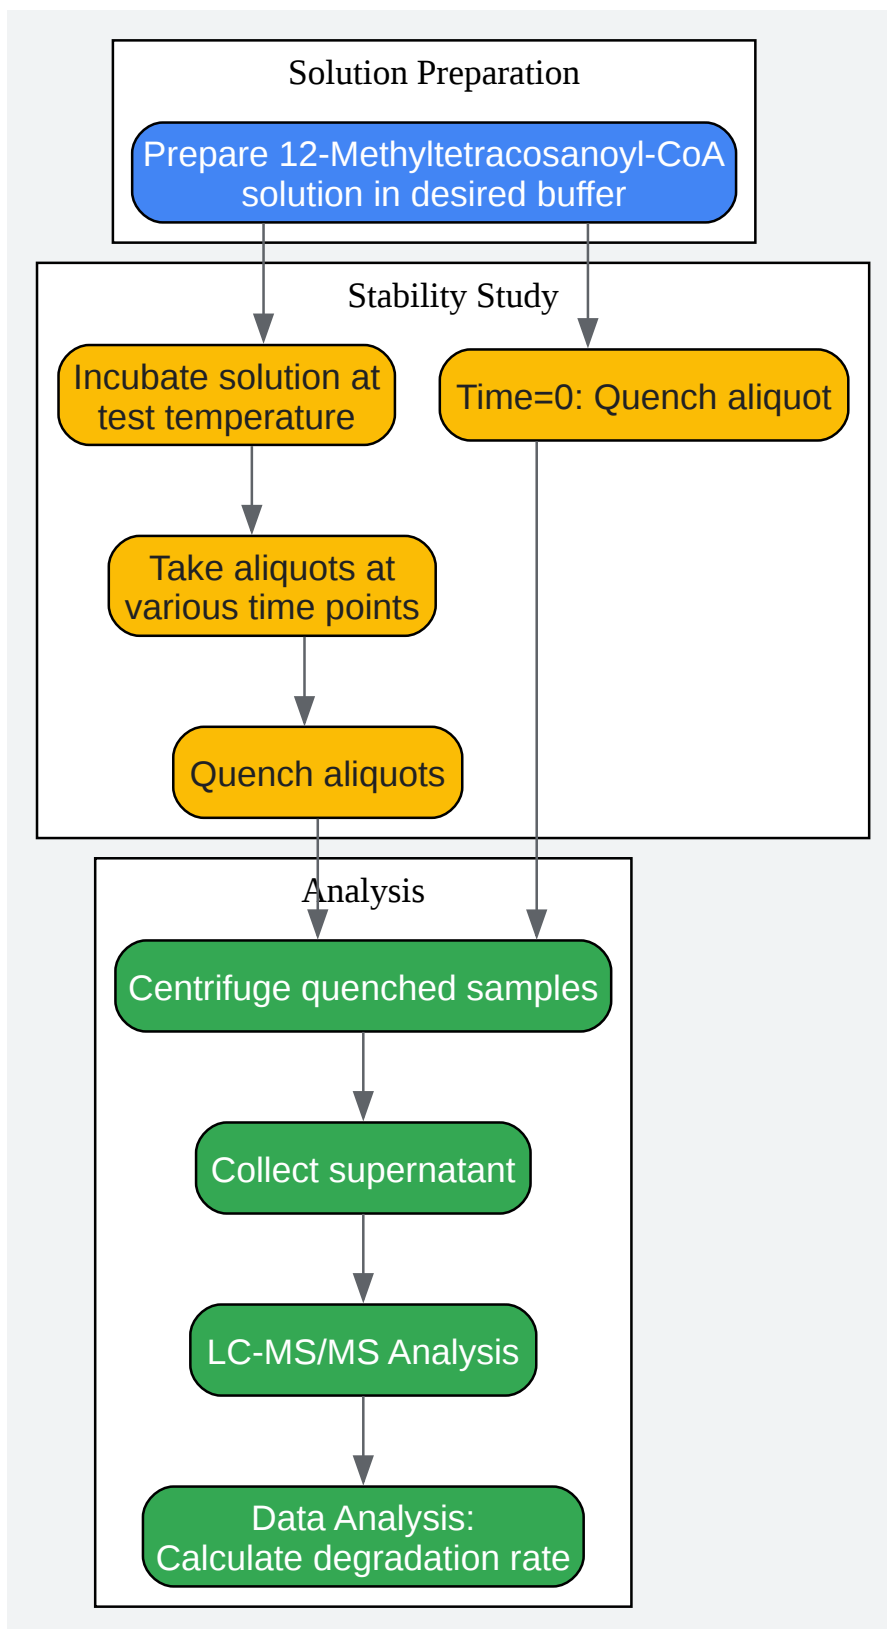 Solution Preparation
Prepare 12-Methyltetracosanoyl-CoA
solution in desired buffer
Stability Study
Incubate solution at
test temperature
Time=0: Quench aliquot
Take aliquots at
various time points
Quench aliquots
Analysis
Centrifuge quenched samples
Collect supernatant
LC-MS/MS Analysis
Data Analysis:
Calculate degradation rate